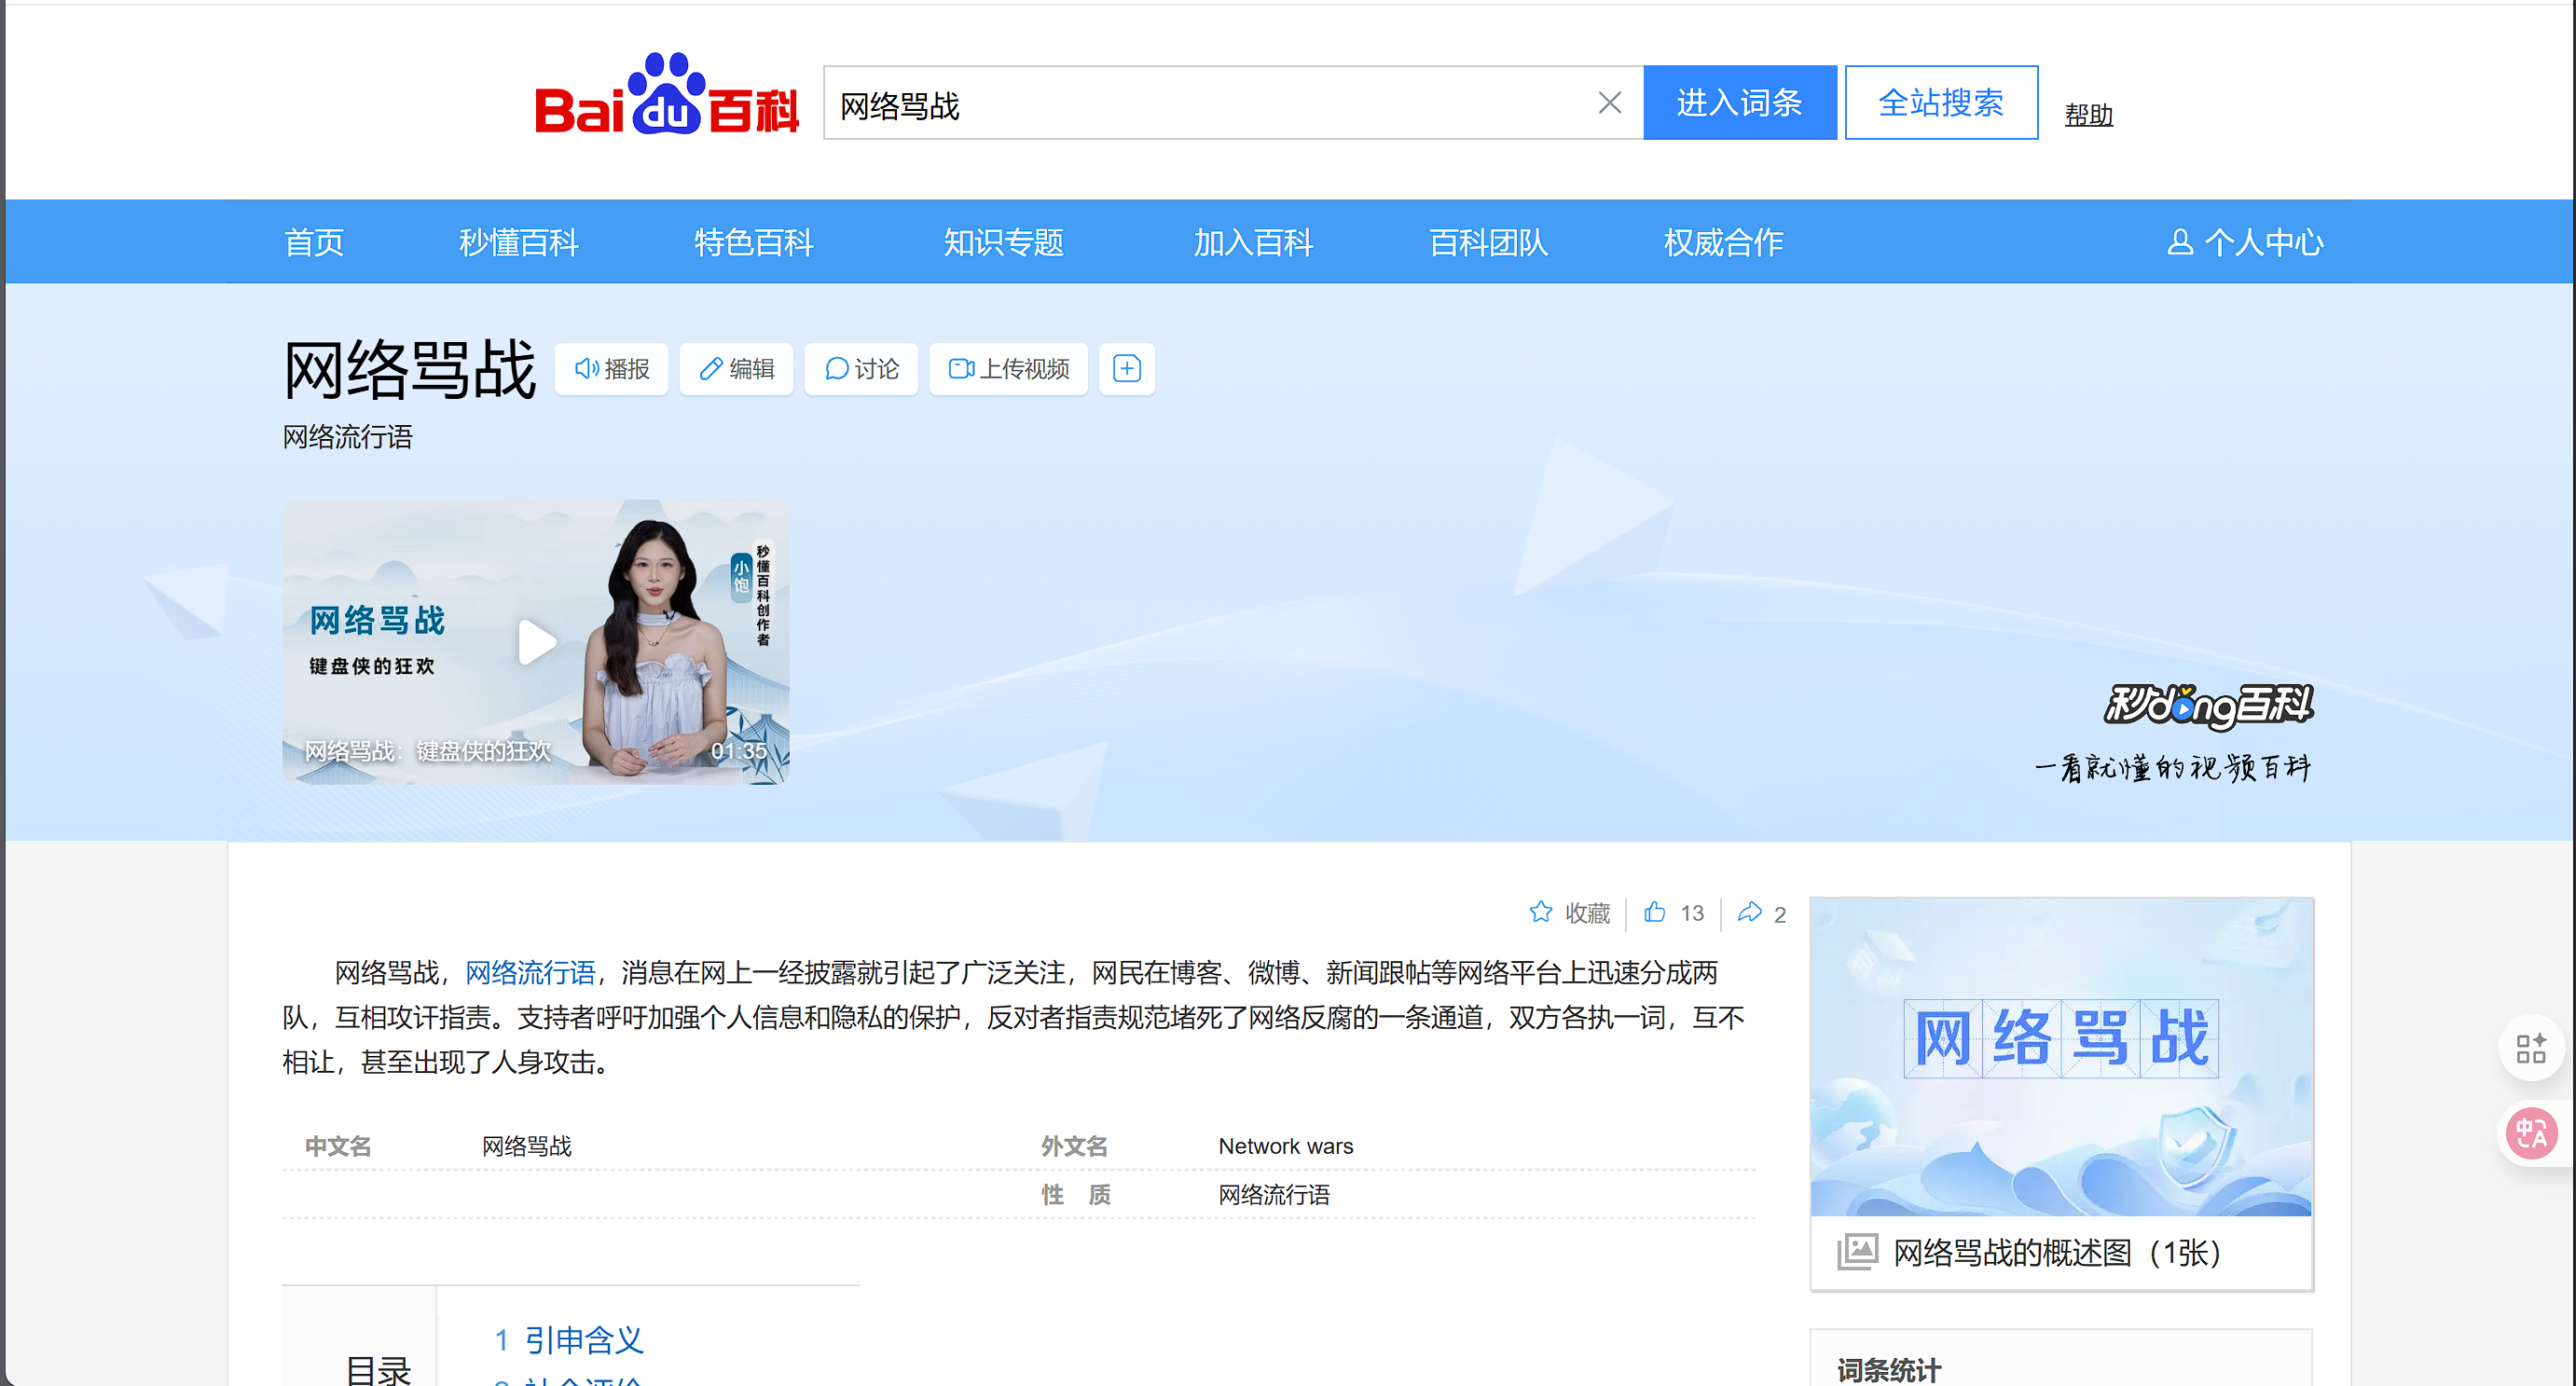 Bai du 百科
网络骂战
进入词条
全站搜索
帮助
首页
秒懂百科
特色百科
知识专题
加入百科
百科团队
权威合作
个人中心
网络骂战
播报
编辑
讨论
上传视频
网络流行语
网络骂战
键盘侠的狂欢
小饱
秒懂百科创作者
网络骂战：键盘侠的狂欢
01:35
秒dǒng百科
一看就懂的视频百科
收藏
13
2
网络骂战，网络流行语，消息在网上一经披露就引起了广泛关注，网民在博客、微博、新闻跟帖等网络平台上迅速分成两
队，互相攻讦指责。支持者呼吁加强个人信息和隐私的保护，反对者指责规范堵死了网络反腐的一条通道，双方各执一词，互不
相让，甚至出现了人身攻击。
中文名 网络骂战 外文名 Network wars
性 质 网络流行语
网络骂战
网络骂战的概述图（1张）
目录
1 引申含义
词条统计
中A